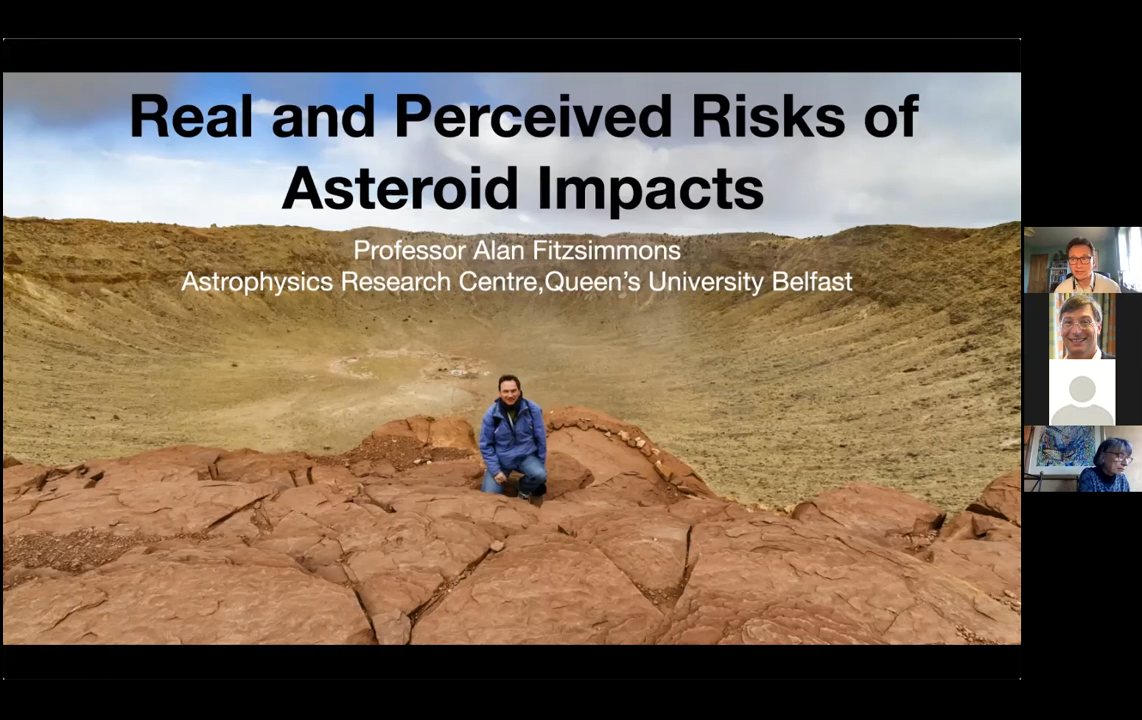 Real and Perceived Risks of
Asteroid Impacts
Professor Alan Fitzsimmons
Astrophysics Research Centre,Queen's University Belfast